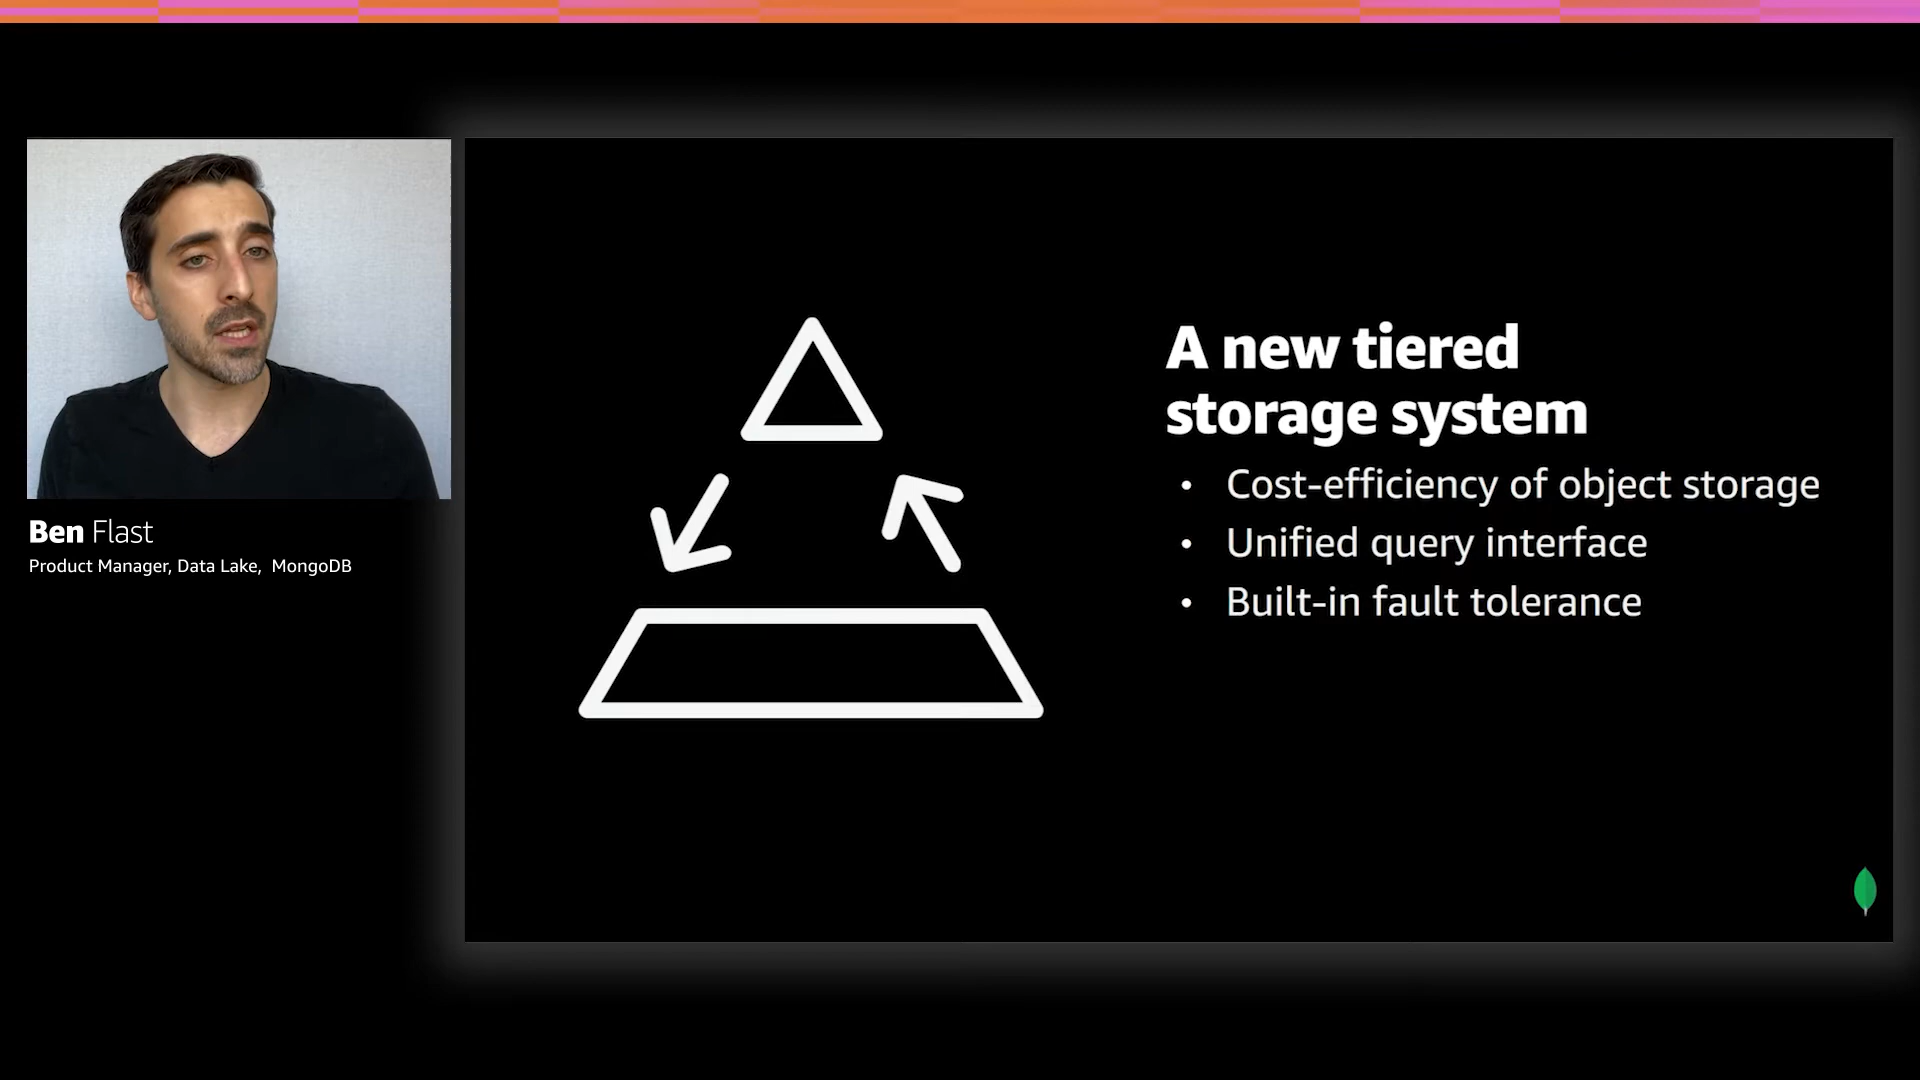 Ben Flast
Product Manager, Data Lake, MongoDB
A new tiered
storage system
• Cost-efficiency of object storage
• Unified query interface
• Built-in fault tolerance